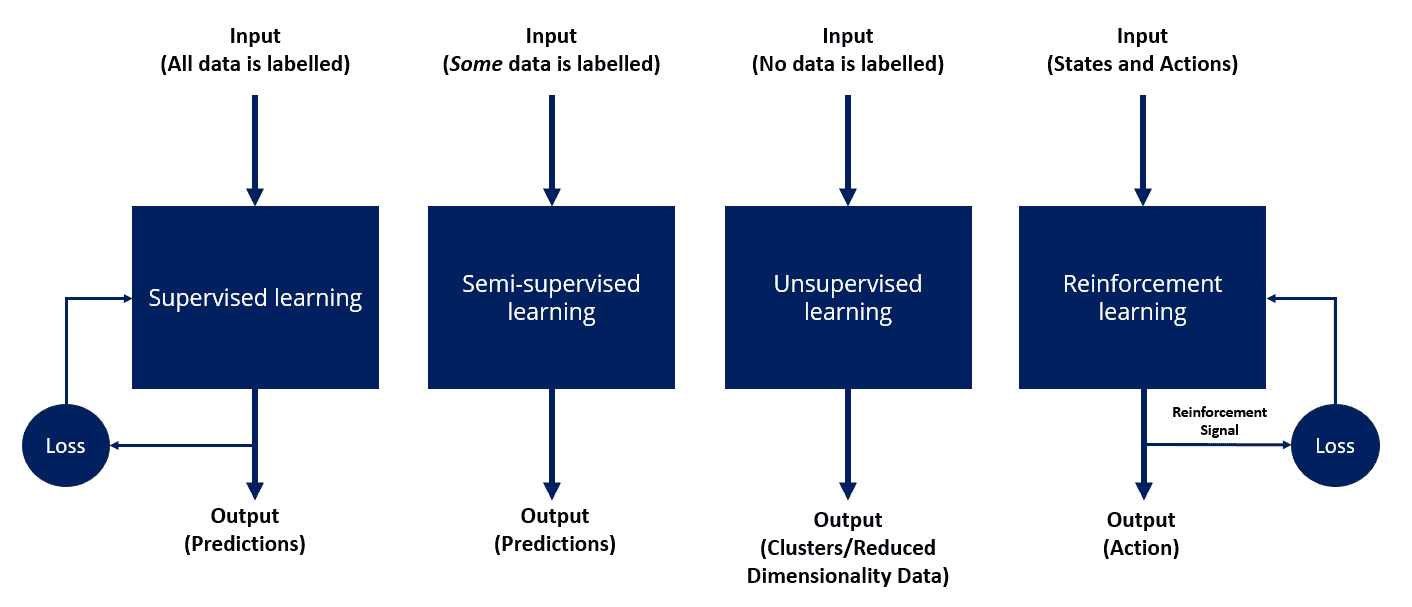 Input
(All data is labelled)
Input
(Some data is labelled)
Input
(No data is labelled)
Input
(States and Actions)
Supervised learning
Semi-supervised
learning
Unsupervised
learning
Reinforcement
learning
Loss
Reinforcement
Signal
Loss
Output
(Predictions)
Output
(Predictions)
Output
(Clusters/Reduced
Dimensionality Data)
Output
(Action)